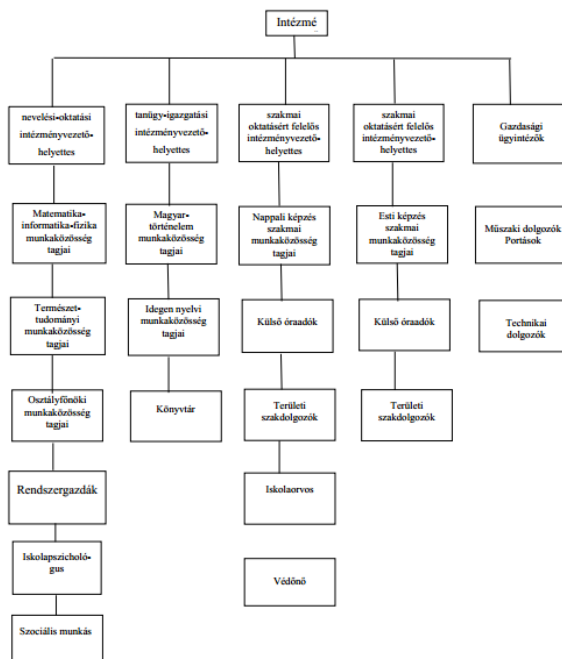 Intézmé
nevelési-oktatási
intézményvezető-
helyettes
tanügy-igazgatási
intézményvezető-
helyettes
szakmai
oktatásért felelős
intézményvezető-
helyettes
szakmai
oktatásért felelős
intézményvezető-
helyettes
Gazdasági
ügyintézők
Matematika-
informatika-fizika
munkaközösség
tagjai
Magyar-
történelem
munkaközösség
tagjai
Nappali képzés
szakmai
munkaközösség
tagjai
Esti képzés
szakmai
munkaközösség
tagjai
Műszaki dolgozók
Portások
Természet-
tudományi
munkaközösség
tagjai
Idegen nyelvi
munkaközösség
tagjai
Külső óraadók
Külső óraadók
Technikai
dolgozók
Osztályfőnöki
munkaközösség
tagjai
Könyvtár
Területi
szakdolgozók
Területi
szakdolgozók
Rendszergazdák
Iskolaorvos
Iskolapszicholó-
gus
Védőnő
Szociális munkás